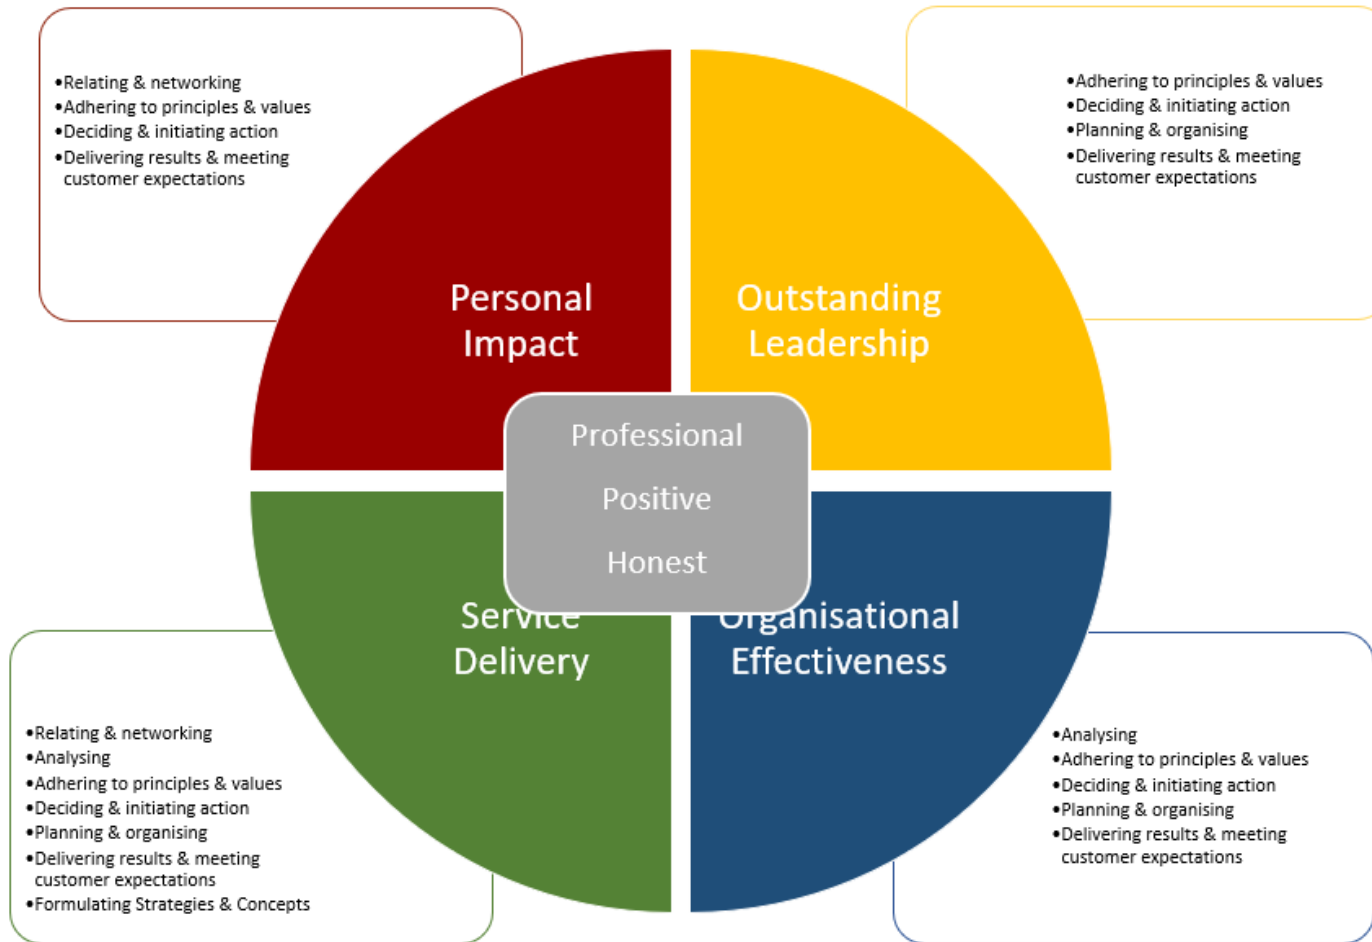 •Relating & networking
•Adhering to principles & values
•Deciding & initiating action
•Delivering results & meeting
customer expectations
•Adhering to principles & values
•Deciding & initiating action
•Planning & organising
•Delivering results & meeting
customer expectations
Personal
Impact
Outstanding
Leadership
Professional
Positive
Honest
Service
Delivery
Organisational
Effectiveness
•Relating & networking
•Analysing
•Adhering to principles & values
•Deciding & initiating action
•Planning & organising
•Delivering results & meeting
customer expectations
•Formulating Strategies & Concepts
•Analysing
•Adhering to principles & values
•Deciding & initiating action
•Planning & organising
•Delivering results & meeting
customer expectations